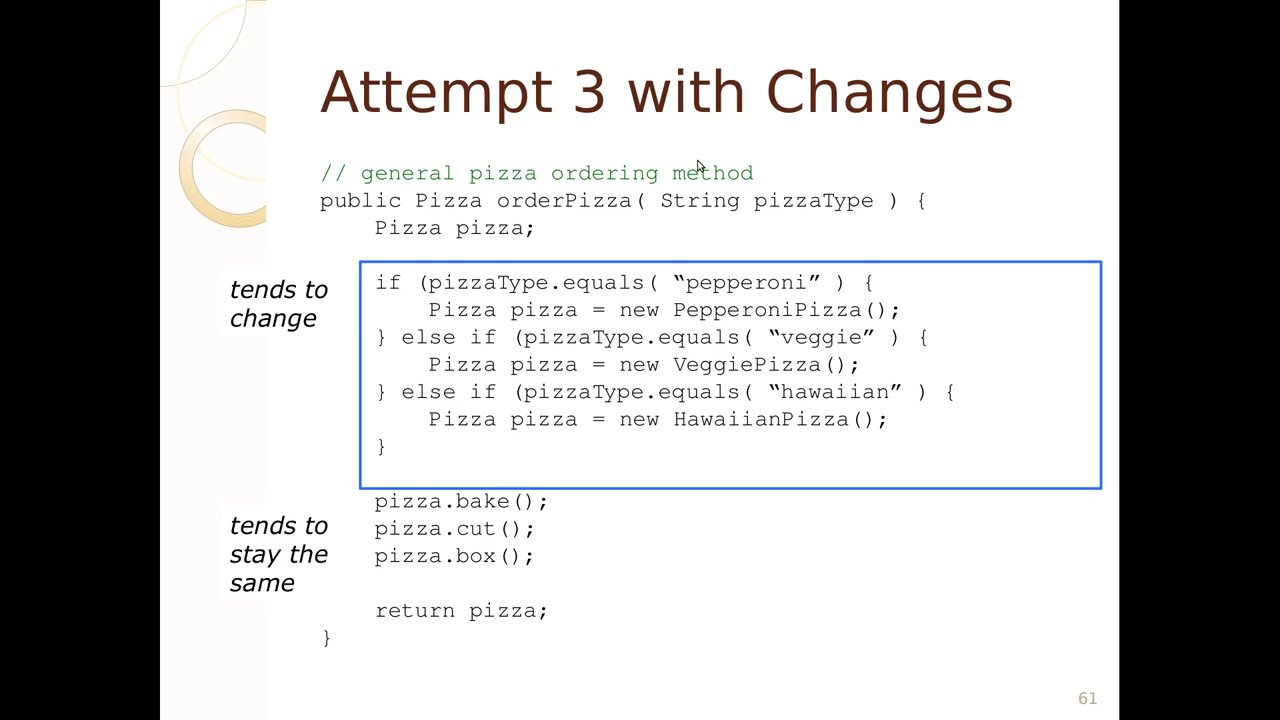 Attempt 3 with Changes
// general pizza ordering method
public Pizza orderPizza( String pizzaType ) {
Pizza pizza;
tends to
change
if (pizzaType.equals( “pepperoni” ) {
Pizza pizza = new PepperoniPizza();
} else if (pizzaType.equals( “veggie” ) {
Pizza pizza = new VeggiePizza();
} else if (pizzaType.equals( “hawaiian” ) {
Pizza pizza = new HawaiianPizza();
}
tends to
stay the
same
pizza.bake();
pizza.cut();
pizza.box();
return pizza;
}
61